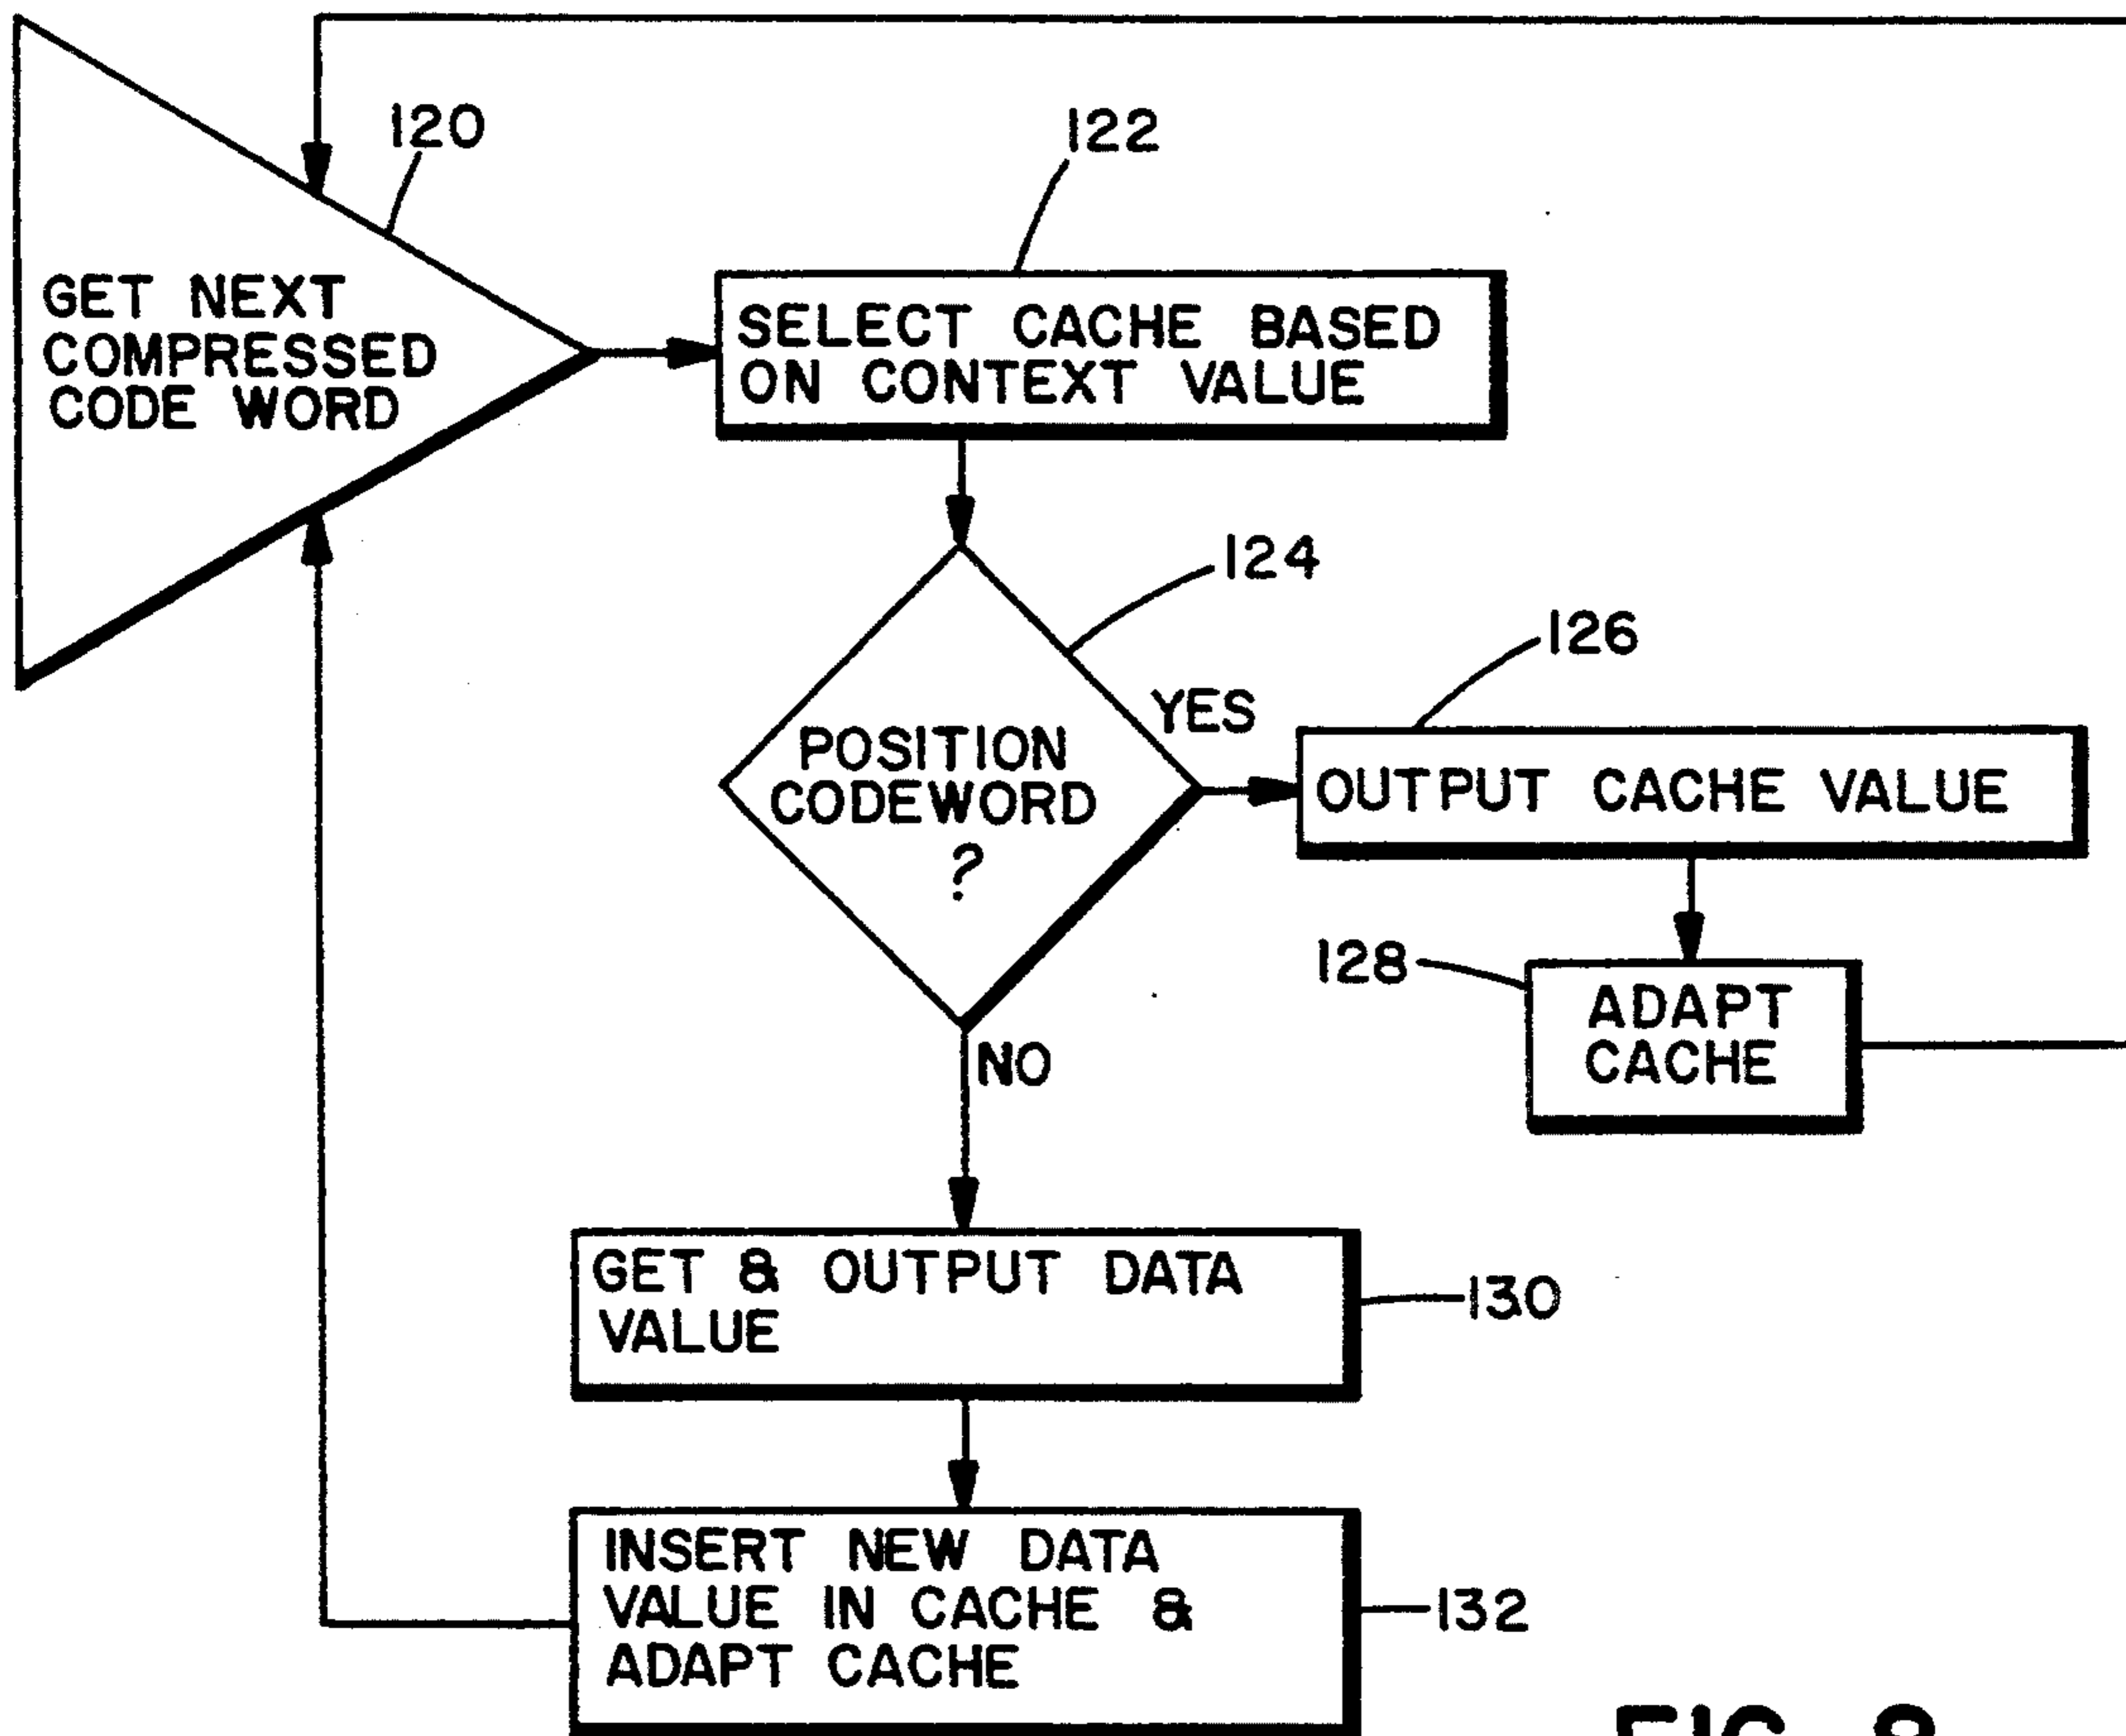 120
122
GET NEXT
COMPRESSED
CODE WORD
SELECT CACHE BASED
ON CONTEXT VALUE
124
126
YES
POSITION
CODEWORD
?
OUTPUT CACHE VALUE
128
ADAPT
CACHE
NO
GET & OUTPUT DATA
VALUE
130
INSERT NEW DATA
VALUE IN CACHE &
ADAPT CACHE
132